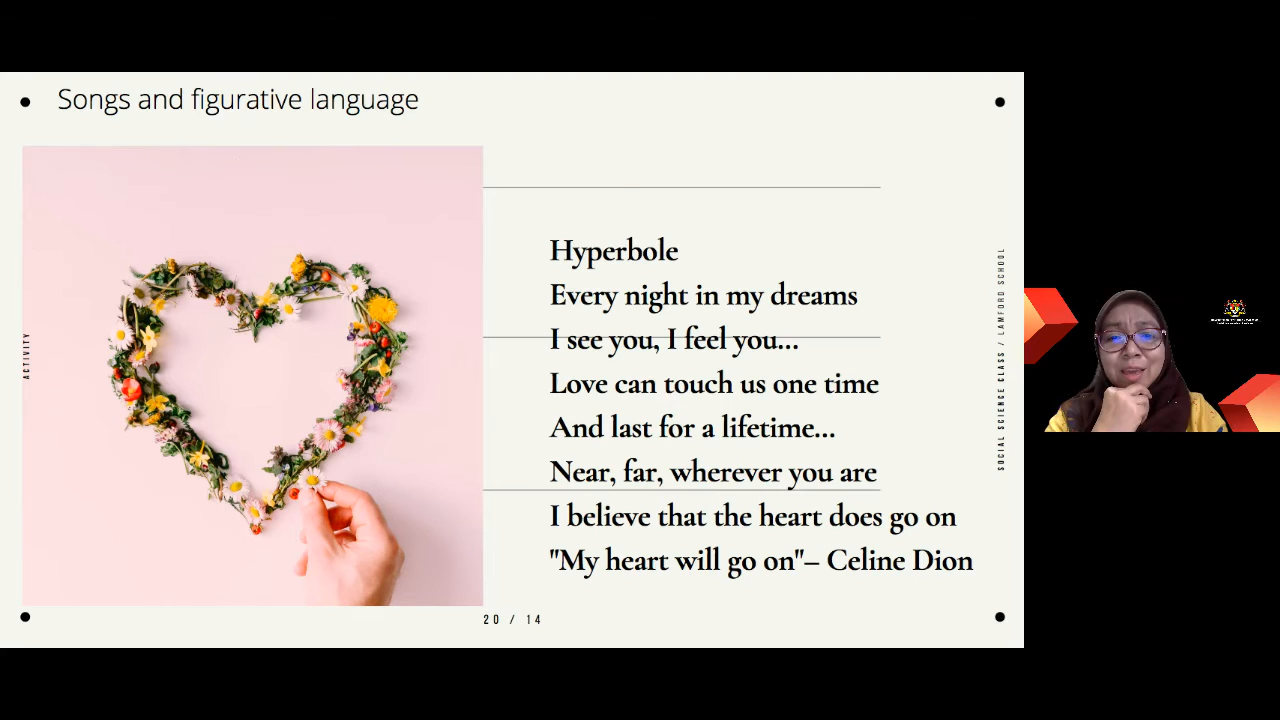 Songs and figurative language
ACTIVITY
Hyperbole
Every night in my dreams
I see you, I feel you...
Love can touch us one time
And last for a lifetime...
Near, far, wherever you are
I believe that the heart does go on
"My heart will go on"– Celine Dion
SOCIAL SCIENCE CLASS / LAMFORD SCHOOL
20 / 14